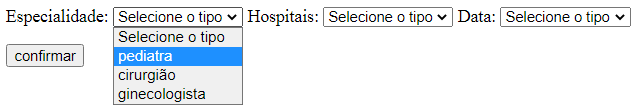 Especialidade: Selecione o tipo Hospitais: Selecione o tipo Data: Selecione o tipo
Selecione o tipo
confirmar pediatra
cirurgião
ginecologista